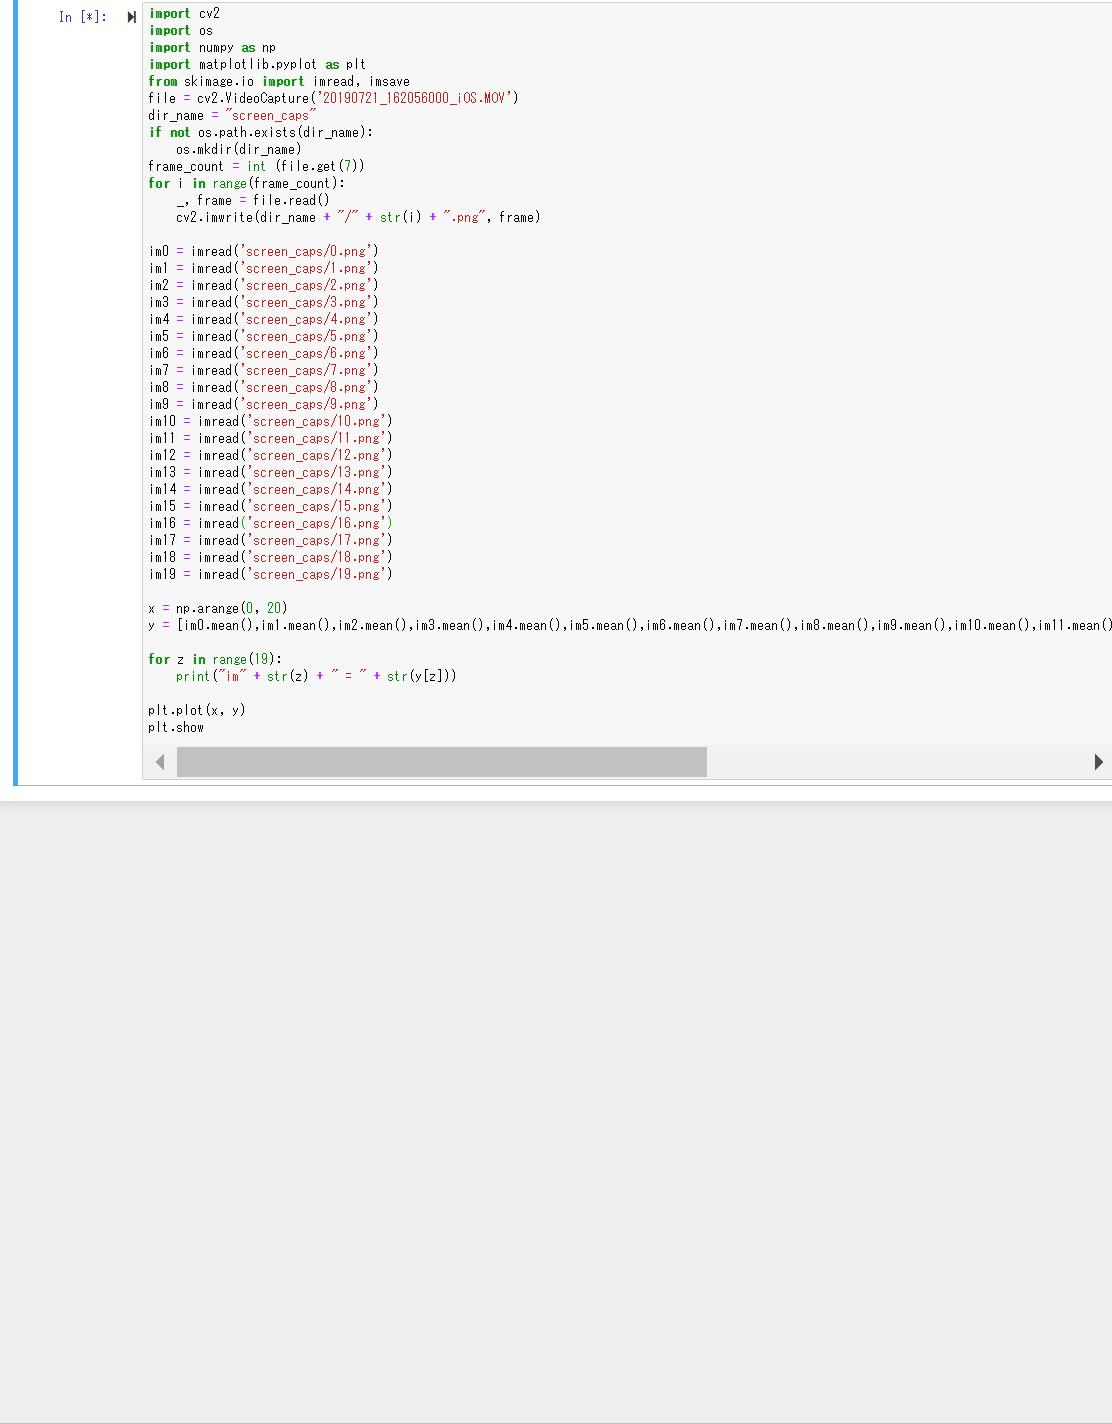 In [*]:
import cv2
import os
import numpy as np
import matplotlib.pyplot as plt
from skimage.io import imread, imsave
file = cv2.VideoCapture('20190721_162056000_iOS.MOV')
dir_name = "screen_caps"
if not os.path.exists(dir_name):
    os.mkdir(dir_name)
frame_count = int (file.get(7))
for i in range(frame_count):
    _, frame = file.read()
    cv2.imwrite(dir_name + "/" + str(i) + ".png", frame)
im0 = imread('screen_caps/0.png')
im1 = imread('screen_caps/1.png')
im2 = imread('screen_caps/2.png')
im3 = imread('screen_caps/3.png')
im4 = imread('screen_caps/4.png')
im5 = imread('screen_caps/5.png')
im6 = imread('screen_caps/6.png')
im7 = imread('screen_caps/7.png')
im8 = imread('screen_caps/8.png')
im9 = imread('screen_caps/9.png')
im10 = imread('screen_caps/10.png')
im11 = imread('screen_caps/11.png')
im12 = imread('screen_caps/12.png')
im13 = imread('screen_caps/13.png')
im14 = imread('screen_caps/14.png')
im15 = imread('screen_caps/15.png')
im16 = imread('screen_caps/16.png')
im17 = imread('screen_caps/17.png')
im18 = imread('screen_caps/18.png')
im19 = imread('screen_caps/19.png')
x = np.arange(0, 20)
y = [im0.mean(),im1.mean(),im2.mean(),im3.mean(),im4.mean(),im5.mean(),im6.mean(),im7.mean(),im8.mean(),im9.mean(),im10.mean(),im11.mean()
for z in range(19):
    print("im" + str(z) + " = " + str(y[z]))
plt.plot(x, y)
plt.show